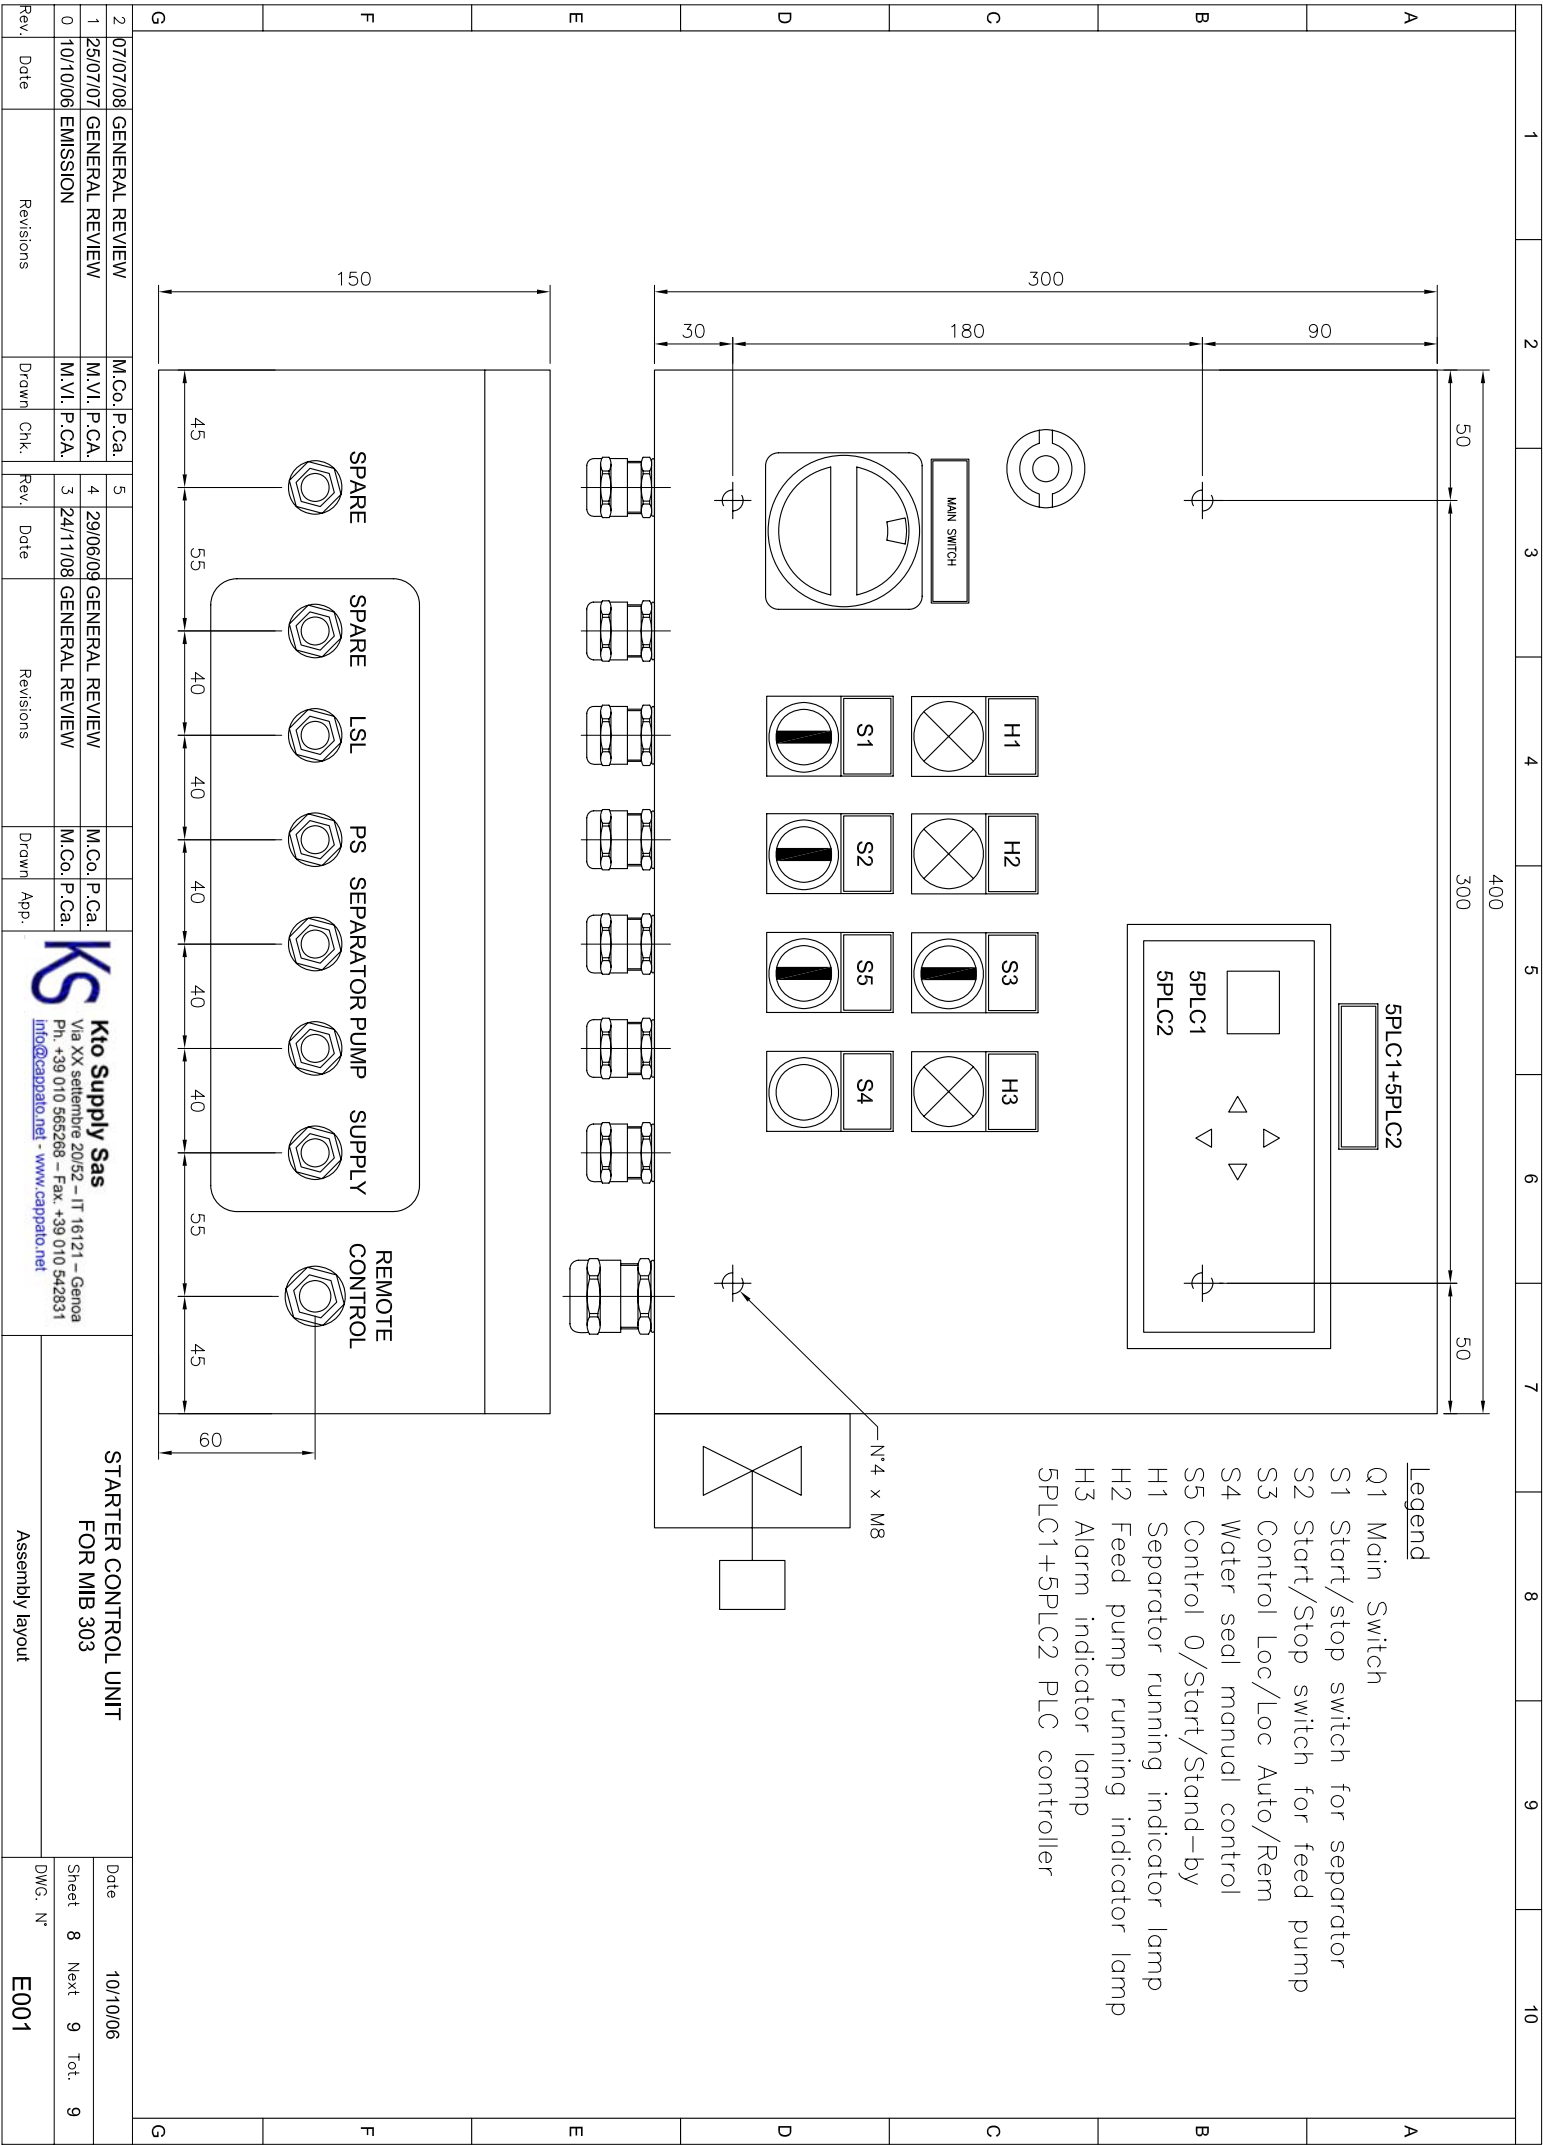 1 2 3 4 5 6 7 8 9 10
A
B
C
D
E
F
G
A
B
C
D
E
F
G
400
50 300 50
300
90
180
30
150
5PLC1+5PLC2
5PLC1
5PLC2
MAIN SWITCH
H1 H2 S3 H3
S1 S2 S5 S4
N°4 x M8
Legend
Q1 Main Switch
S1 Start/stop switch for separator
S2 Start/Stop switch for feed pump
S3 Control Loc/Loc Auto/Rem
S4 Water seal manual control
S5 Control 0/Start/Stand-by
H1 Separator running indicator lamp
H2 Feed pump running indicator lamp
H3 Alarm indicator lamp
5PLC1+5PLC2 PLC controller
SPARE SPARE LSL PS SEPARATOR PUMP SUPPLY REMOTE
CONTROL
45 55 40 40 40 40 40 55 45
60
2 07/07/08 GENERAL REVIEW M.Co. P.Ca.
1 25/07/07 GENERAL REVIEW M.VI. P.CA.
0 10/10/06 EMISSION M.VI. P.CA.
Rev. Date Revisions Drawn Chk.
5
4 29/06/09 GENERAL REVIEW M.Co. P.Ca.
3 24/11/08 GENERAL REVIEW M.Co. P.Ca.
Rev. Date Revisions Drawn App.
KS
Kto Supply Sas
Via XX settembre 20/52 – IT 16121 – Genoa
Ph. +39 010 565268 – Fax. +39 010 542831
info@cappato.net - www.cappato.net
STARTER CONTROL UNIT
FOR MIB 303
Assembly layout
Date 10/10/06
Sheet 8 Next 9 Tot. 9
DWG. N° E001